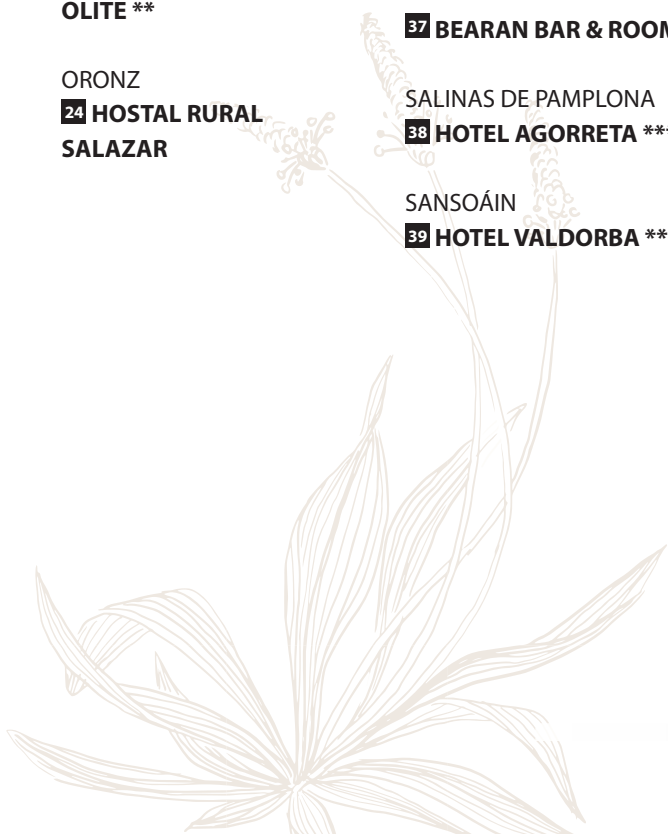 OLITE **
ORONZ
24 HOSTAL RURAL
SALAZAR
37 BEARAN BAR &
SALINAS DE PAMPLONA
38 HOTEL AGORRETA
SANSOÁIN
39 HOTEL VALDORBA **